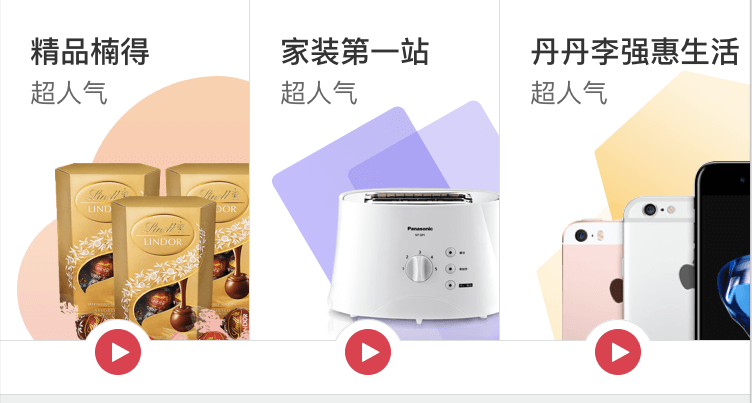 精品楠得
超人气
家装第一站
超人气
丹丹李强惠生活
超人气
Lindt
LINDOR
Lindt
LINDOR
Lindt
LINDOR
Panasonic